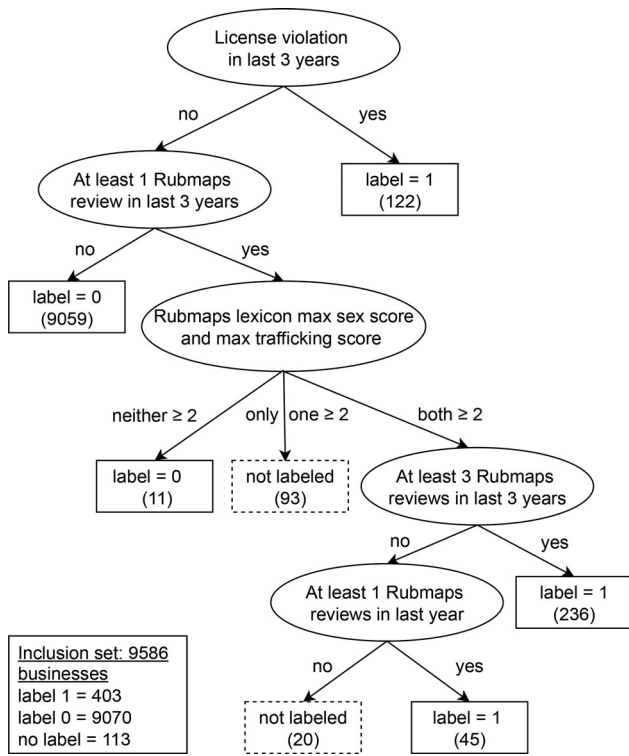 License violation
in last 3 years
no
yes
At least 1 Rubmaps
review in last 3 years
label = 1
(122)
no
yes
label = 0
(9059)
Rubmaps lexicon max sex score
and max trafficking score
neither ≥ 2
only one ≥ 2
both ≥ 2
label = 0
(11)
not labeled
(93)
At least 3 Rubmaps
reviews in last 3 years
no
yes
At least 1 Rubmaps
reviews in last year
label = 1
(236)
no
yes
not labeled
(20)
label = 1
(45)
Inclusion set: 9586
businesses
label 1 = 403
label 0 = 9070
no label = 113